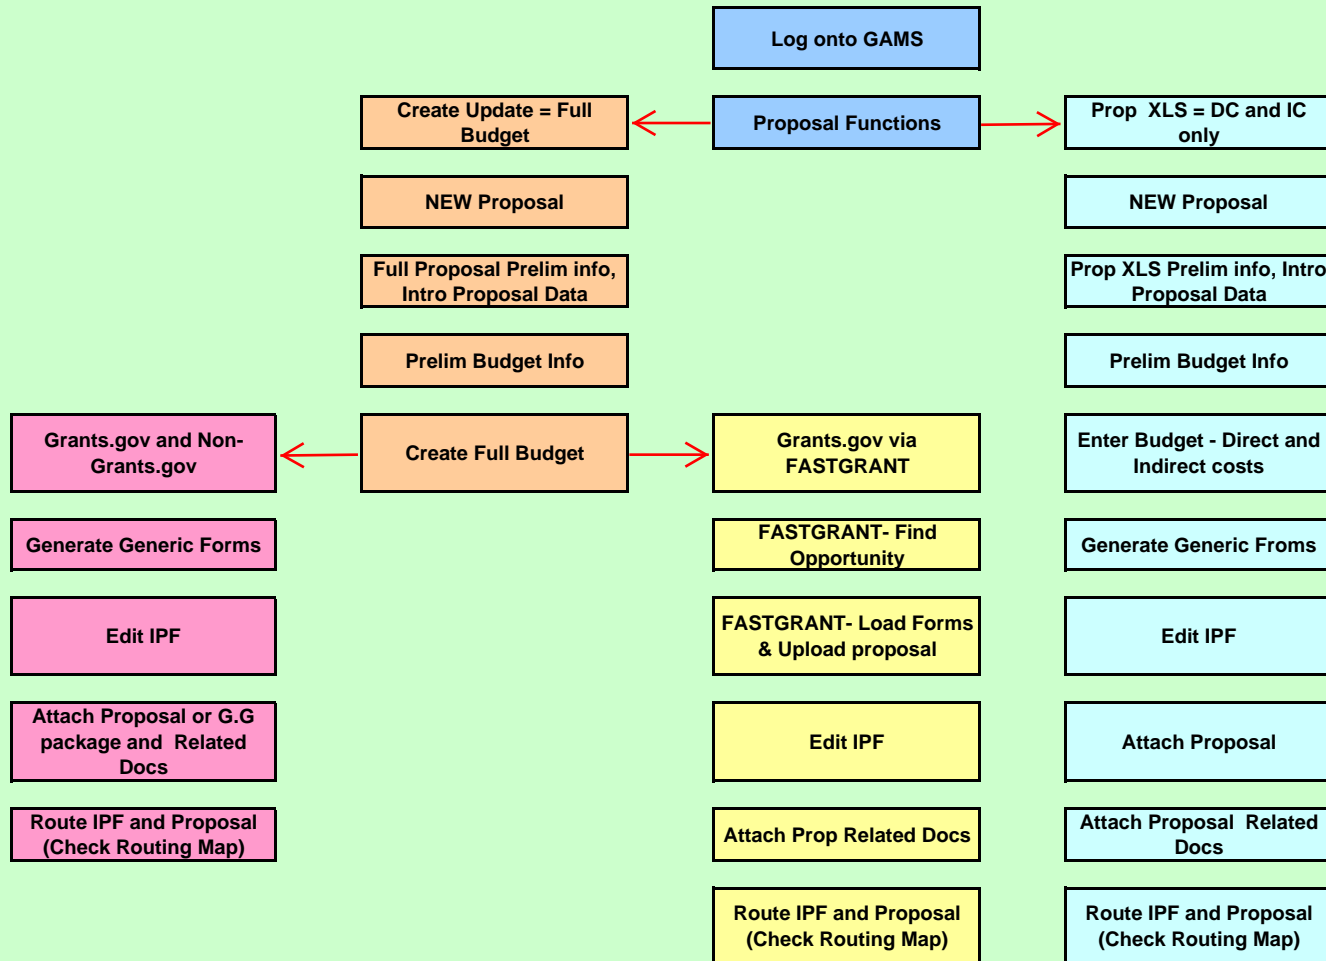 Log onto GAMS
Create Update = Full
Budget
Proposal Functions
Prop  XLS = DC and IC
only
NEW Proposal
NEW Proposal
Full Proposal Prelim info,
Intro Proposal Data
Prop XLS Prelim info, Intro
Proposal Data
Prelim Budget Info
Prelim Budget Info
Grants.gov and Non-
Grants.gov
Create Full Budget
Grants.gov via
FASTGRANT
Enter Budget - Direct and
Indirect costs
Generate Generic Forms
FASTGRANT- Find
Opportunity
Generate Generic Froms
Edit IPF
FASTGRANT- Load Forms
& Upload proposal
Edit IPF
Attach Proposal or G.G
package and  Related
Docs
Edit IPF
Attach Proposal
Route IPF and Proposal
(Check Routing Map)
Attach Prop Related Docs
Attach Proposal  Related
Docs
Route IPF and Proposal
(Check Routing Map)
Route IPF and Proposal
(Check Routing Map)